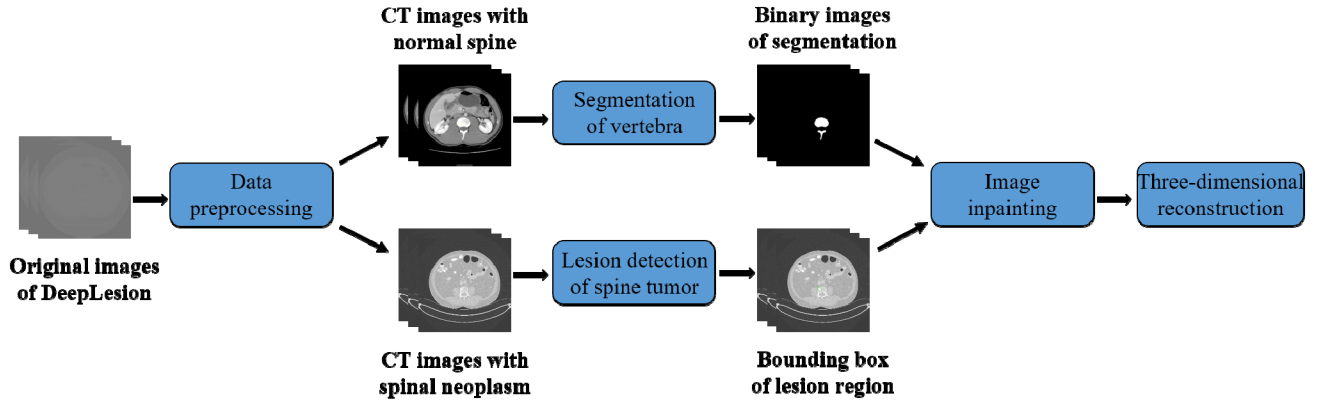 CT images with
normal spine
Binary images
of segmentation
Segmentation
of vertebra
Data
preprocessing
Original images
of DeepLesion
Image
inpainting
Three-dimensional
reconstruction
Lesion detection
of spine tumor
CT images with
spinal neoplasm
Bounding box
of lesion region